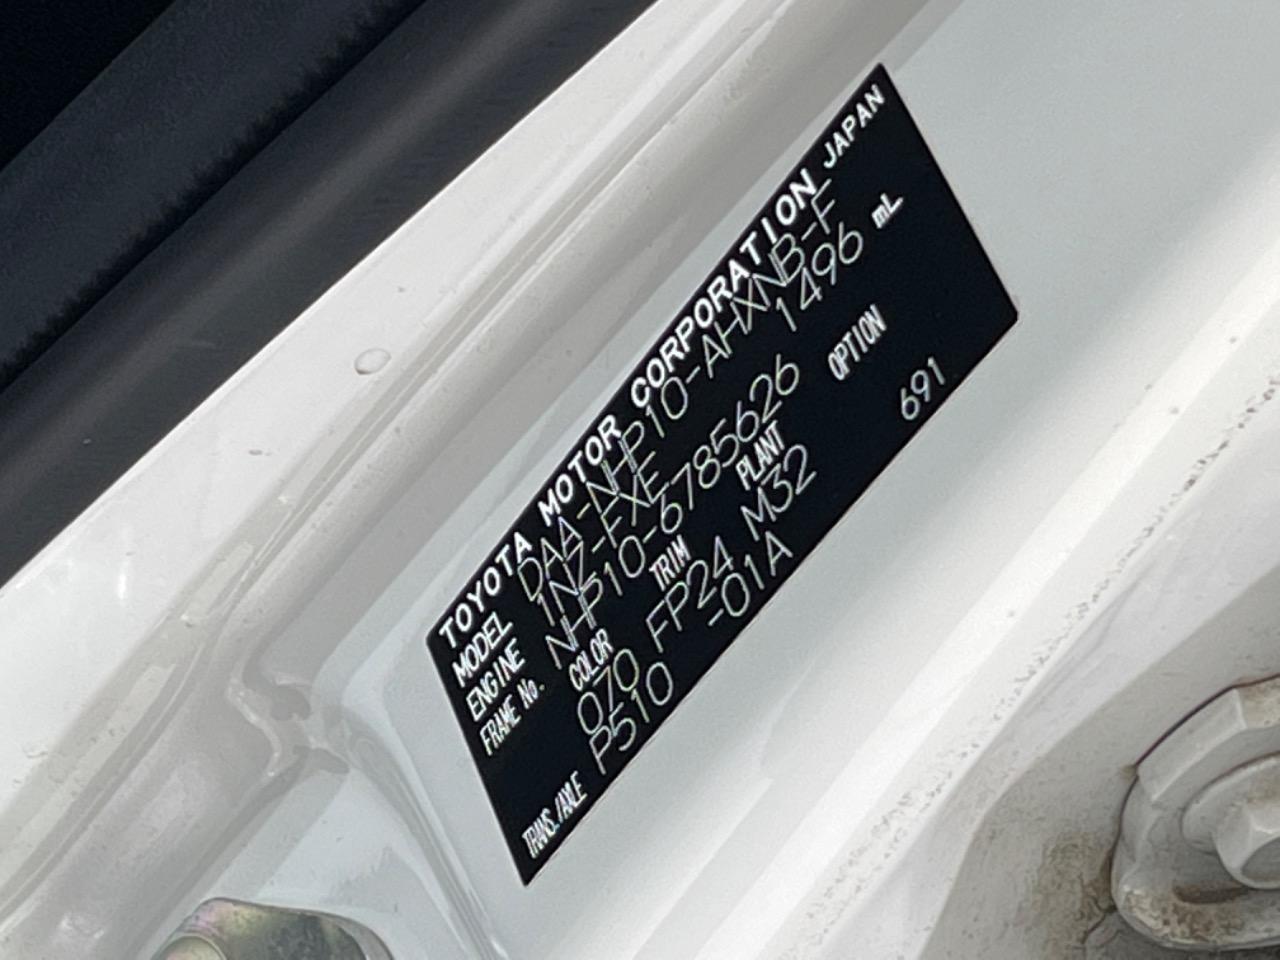 TOYOTA MOTOR CORPORATION JAPAN
MODEL DAA-NHP10-AHXNB-F
ENGINE 1NZ-FXE 1496 mL
FRAME No. NHP10-6785626
COLOR TRIM PLANT OPTION
070 FP24 M32 691
TRANS./AXLE P510 -01A